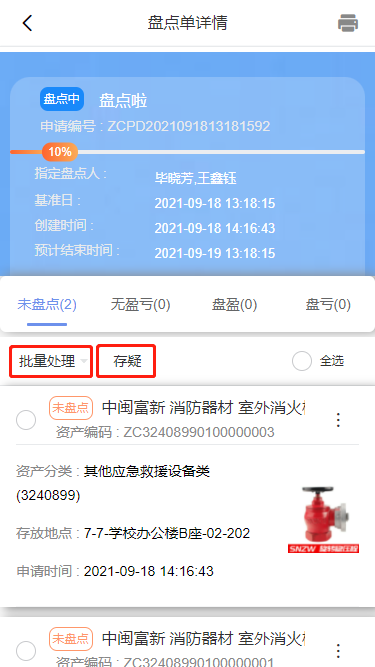 盘点单详情
盘点中 盘点啦
申请编号 : ZCPD2021091813181592
10%
指定盘点人 : 毕晓芳,王鑫钰
基准日 : 2021-09-18 13:18:15
创建时间 : 2021-09-18 14:16:43
预计结束时间 : 2021-09-19 13:18:15
未盘点(2) 无盈亏(0) 盘盈(0) 盘亏(0)
批量处理 存疑 全选
未盘点 中闽富新 消防器材 室外消火
资产编码 : ZC32408990100000003
资产分类 : 其他应急救援设备类
(3240899)
存放地点 : 7-7-学校办公楼B座-02-202
申请时间 : 2021-09-18 14:16:43
SNZW
未盘点 中闽富新 消防器材 室外消火
资产编码 : ZC32408990100000001